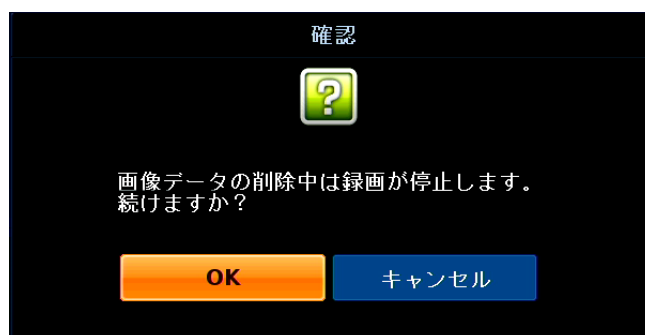 確認
画像データの削除中は録画が停止します。
続けますか？
OK
キャンセル